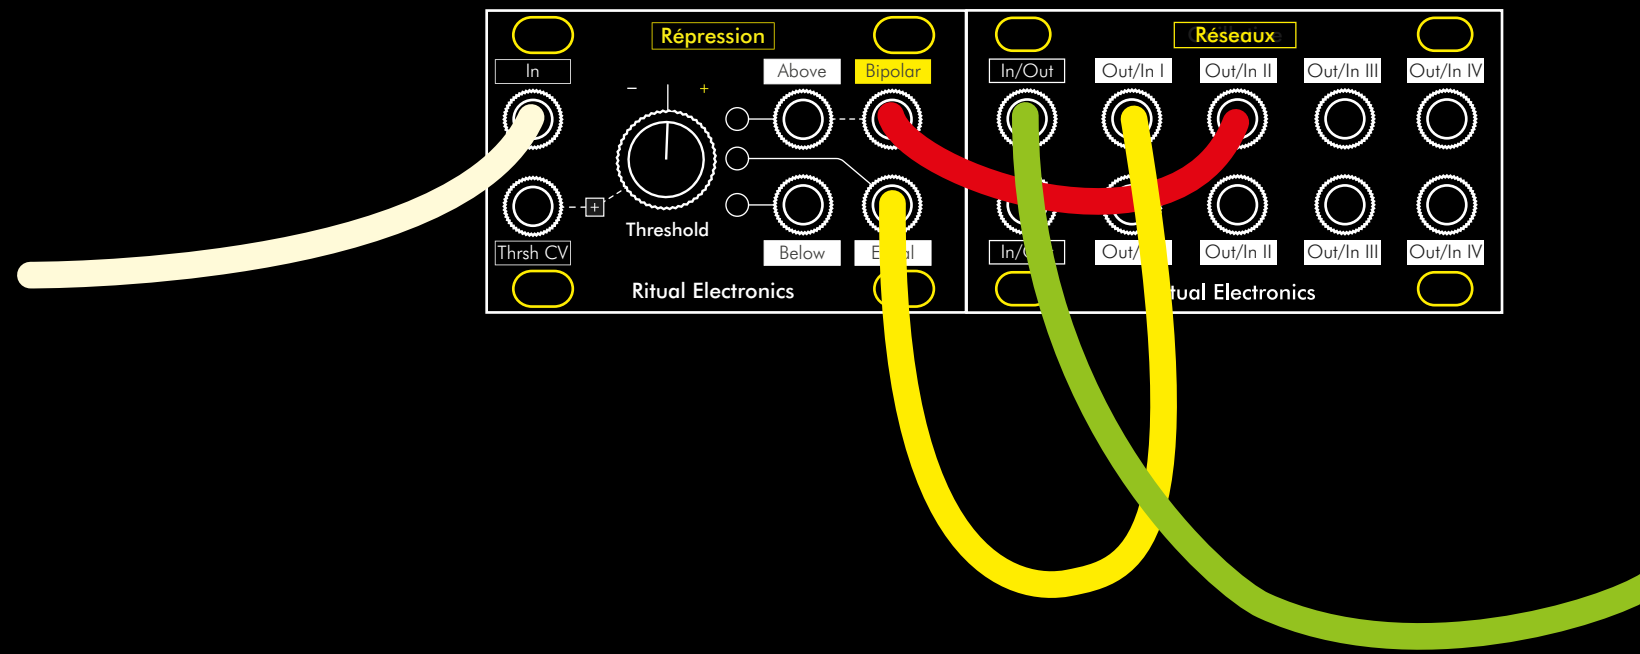 Répression
Réseaux
In
Above
Bipolar
In/Out
Out/In I
Out/In II
Out/In III
Out/In IV
− +
+
Threshold
Thrsh CV
Below
Out/In II
Out/In III
Out/In IV
Ritual Electronics
Electronics